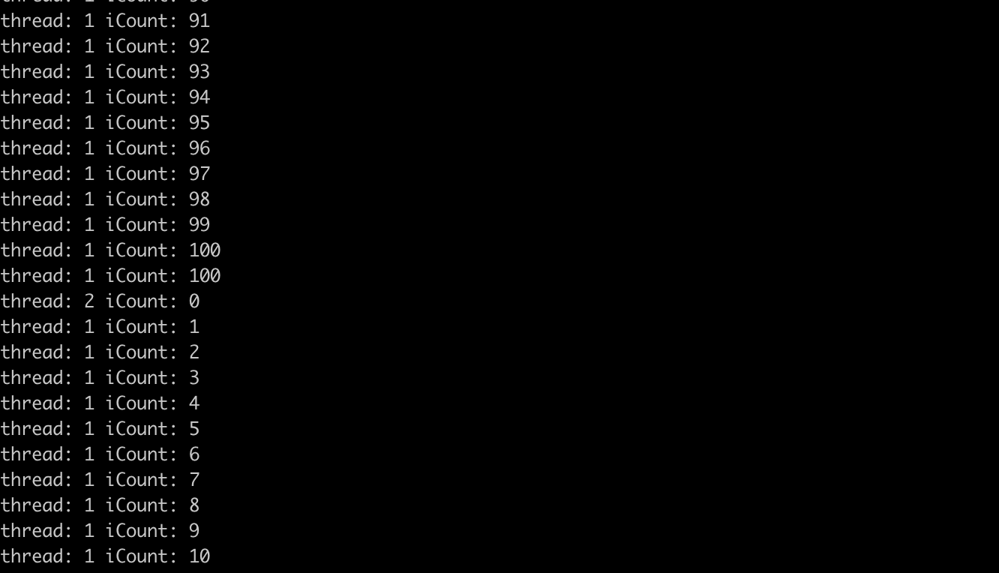 thread: 1 iCount: 90
thread: 1 iCount: 91
thread: 1 iCount: 92
thread: 1 iCount: 93
thread: 1 iCount: 94
thread: 1 iCount: 95
thread: 1 iCount: 96
thread: 1 iCount: 97
thread: 1 iCount: 98
thread: 1 iCount: 99
thread: 1 iCount: 100
thread: 1 iCount: 100
thread: 2 iCount: 0
thread: 1 iCount: 1
thread: 1 iCount: 2
thread: 1 iCount: 3
thread: 1 iCount: 4
thread: 1 iCount: 5
thread: 1 iCount: 6
thread: 1 iCount: 7
thread: 1 iCount: 8
thread: 1 iCount: 9
thread: 1 iCount: 10